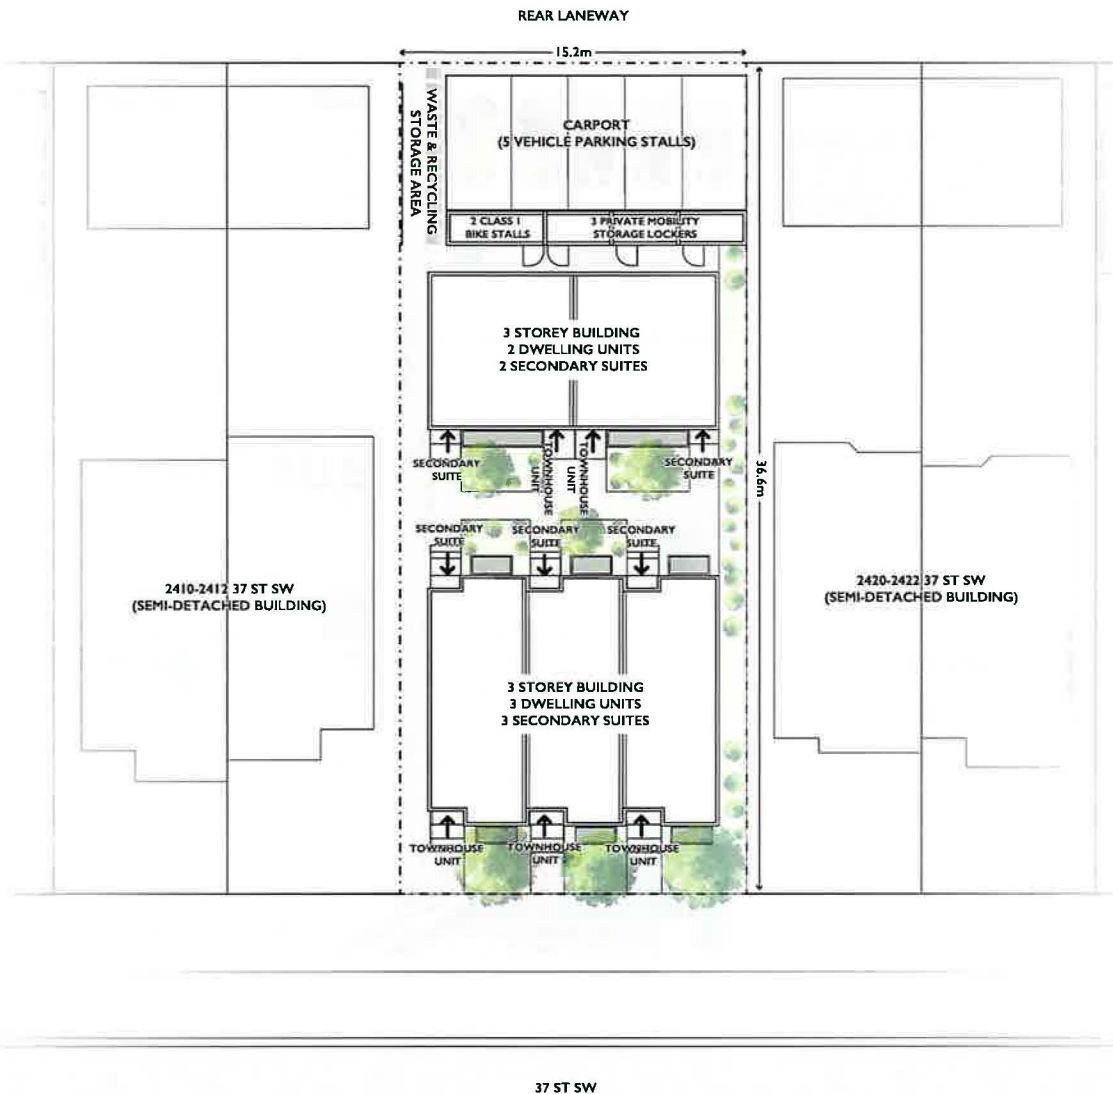 REAR LANEWAY
15.2m
WASTE & RECYCLING
STORAGE AREA
CARPORT
(5 VEHICLE PARKING STALLS)
2 CLASS 1
BIKE STALLS
3 PRIVATE MOBILITY
STORAGE LOCKERS
3 STOREY BUILDING
2 DWELLING UNITS
2 SECONDARY SUITES
SECONDARY
SUITE
TOWNHOUSE
UNIT
TOWNHOUSE
UNIT
SECONDARY
SUITE
39.6m
SECONDARY
SUITE
SECONDARY
SUITE
SECONDARY
SUITE
2410-2412 37 ST SW
(SEMI-DETACHED BUILDING)
2420-2422 37 ST SW
(SEMI-DETACHED BUILDING)
3 STOREY BUILDING
3 DWELLING UNITS
3 SECONDARY SUITES
TOWNHOUSE
UNIT
TOWNHOUSE
UNIT
TOWNHOUSE
UNIT
37 ST SW